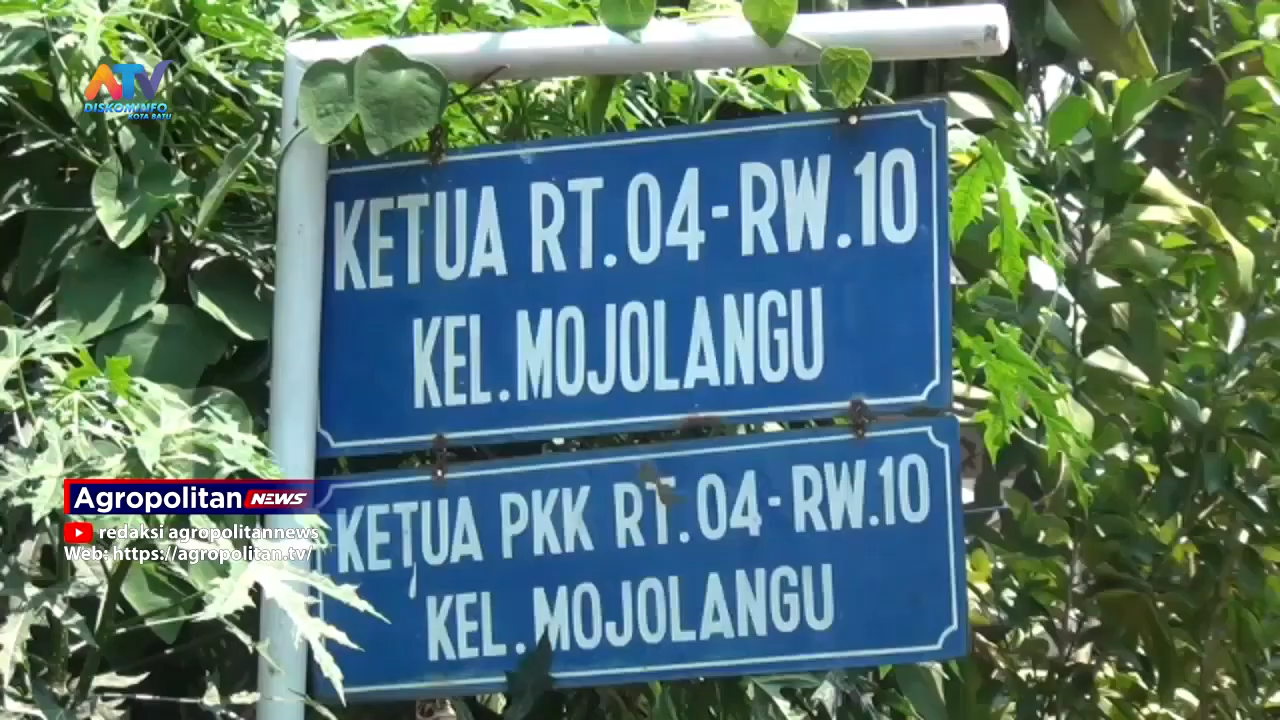 ATV
DISKOMINFO
KOTA BATU
KETUA RT.04-RW.10
KEL.MOJOLANGU
KETUA PKK RT.04-RW.10
KEL.MOJOLANGU
Agropolitan NEWS
redaksi agropolitannews
Web: https://agropolitan.tv/